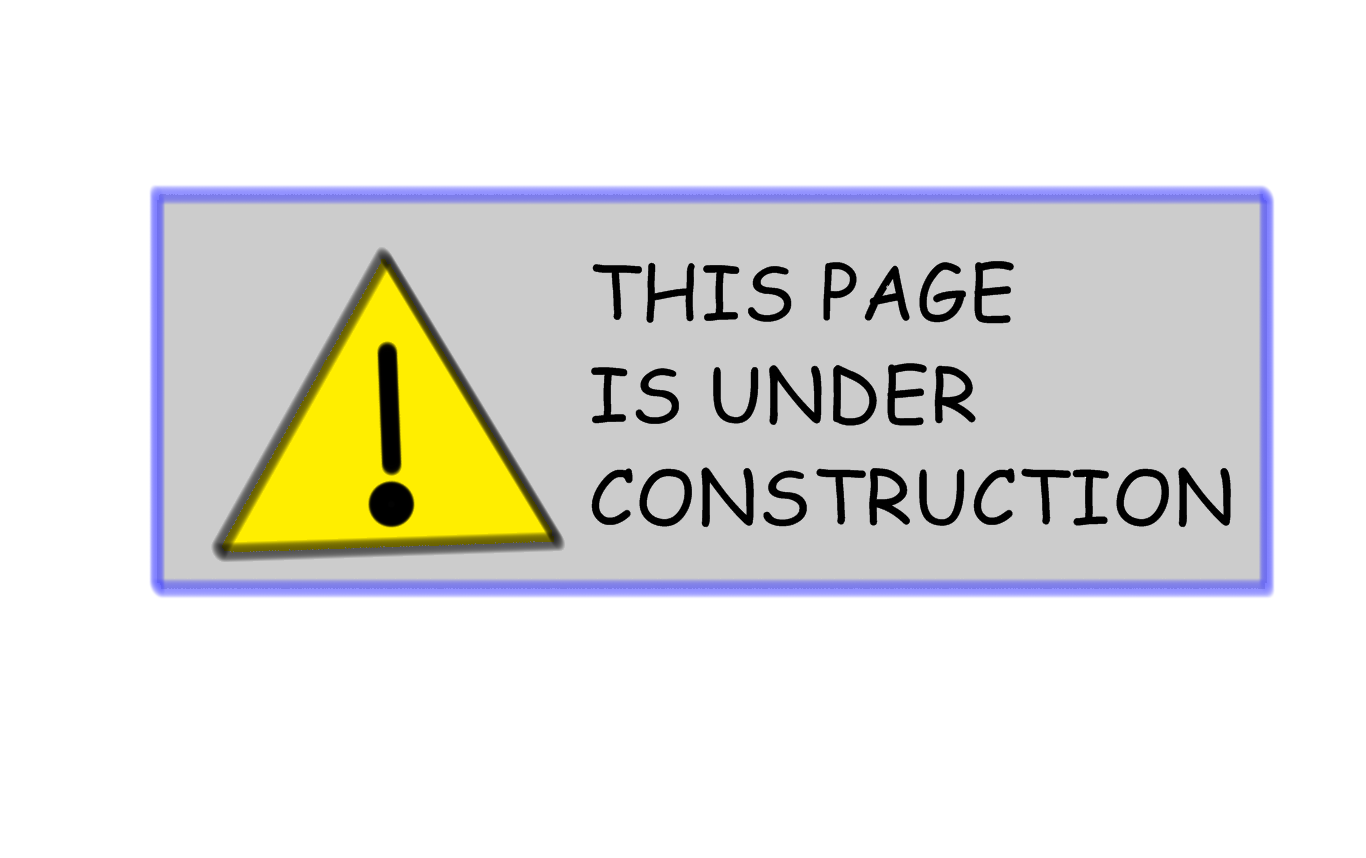 THIS PAGE
IS UNDER
CONSTRUCTION